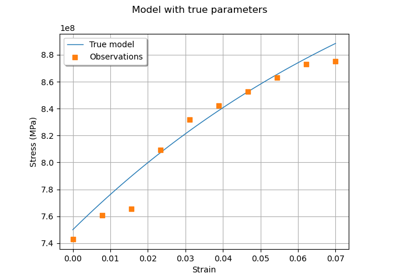 Model with true parameters
1e8
True model
Observations
8.8
8.6
8.4
8.2
8.0
7.8
7.6
7.4
Stress (MPa)
0.00 0.01 0.02 0.03 0.04 0.05 0.06 0.07
Strain